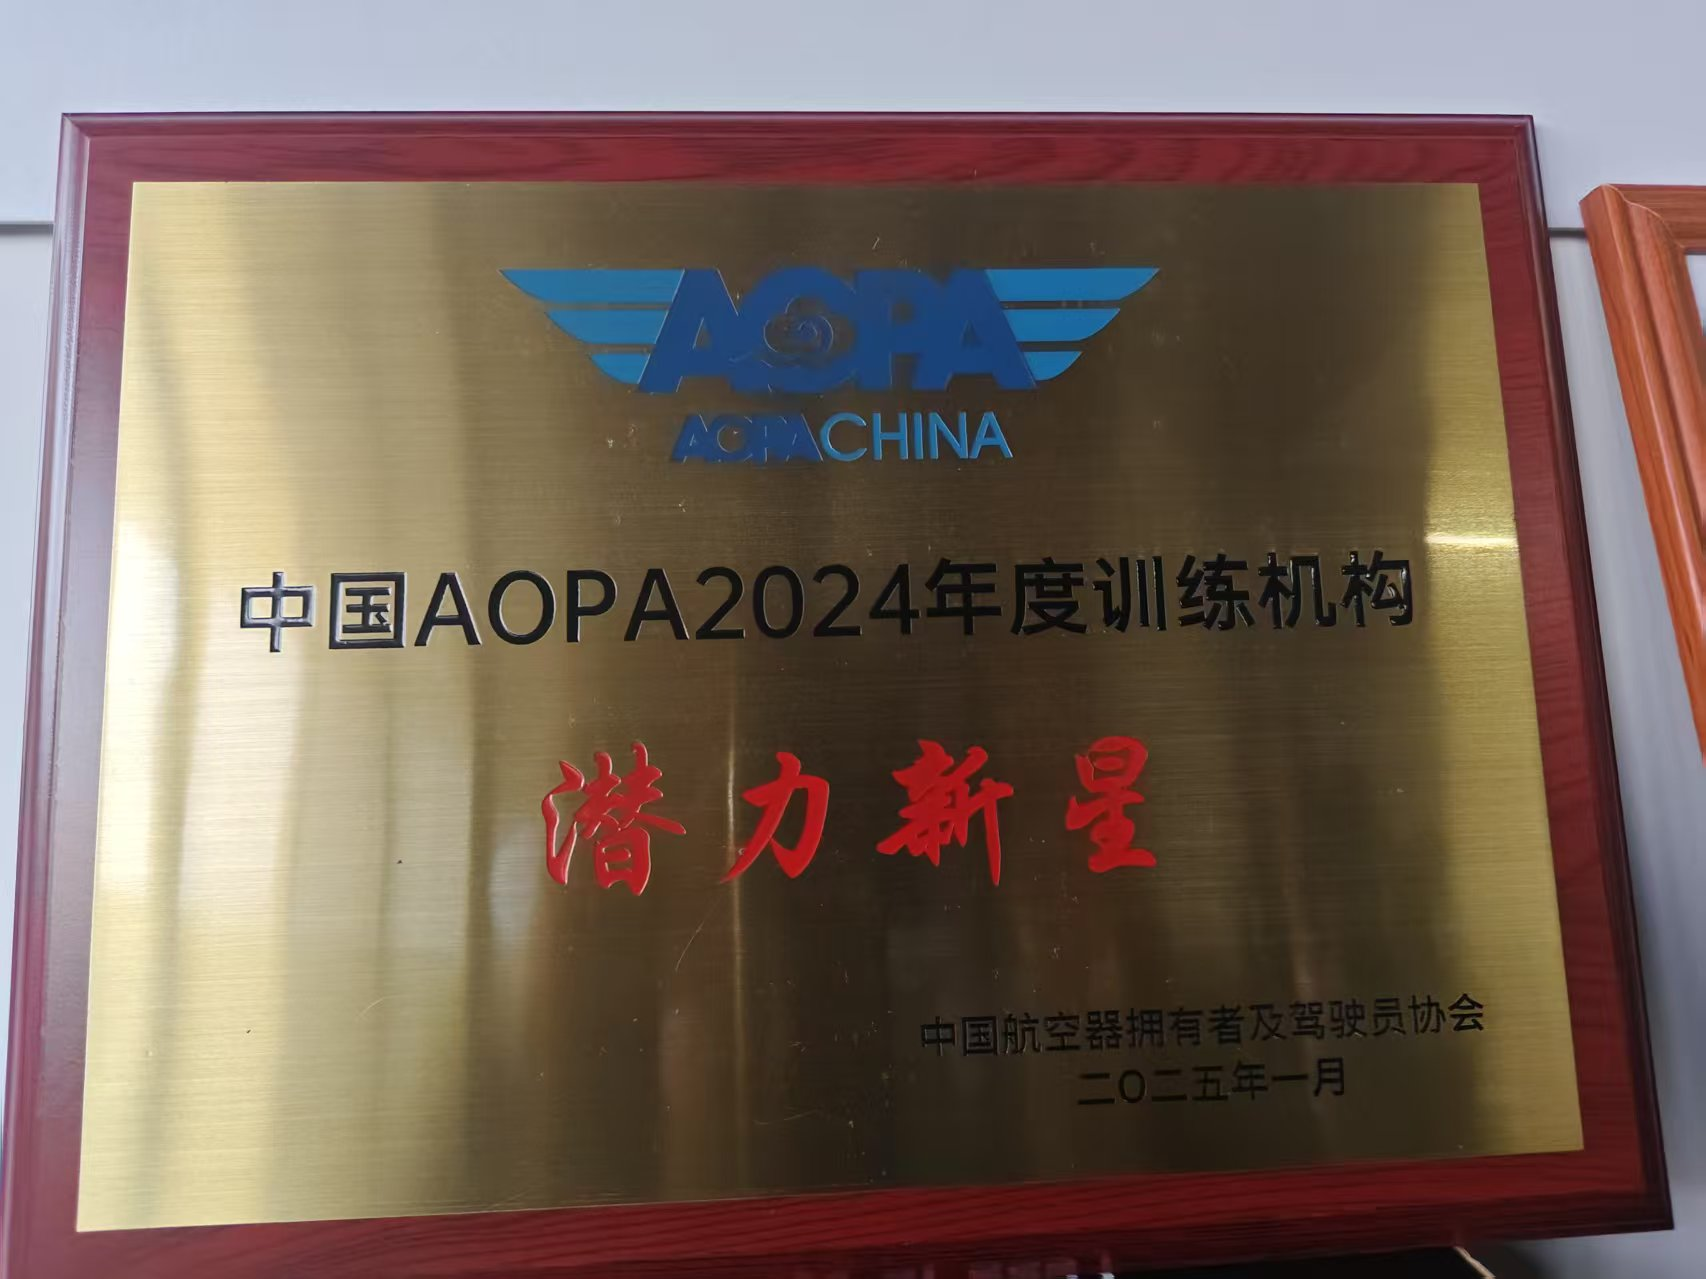 AOPA
AOPACHINA
中国AOPA2024年度训练机构
潜力新星
中国航空器拥有者及驾驶员协会
二〇二五年一月